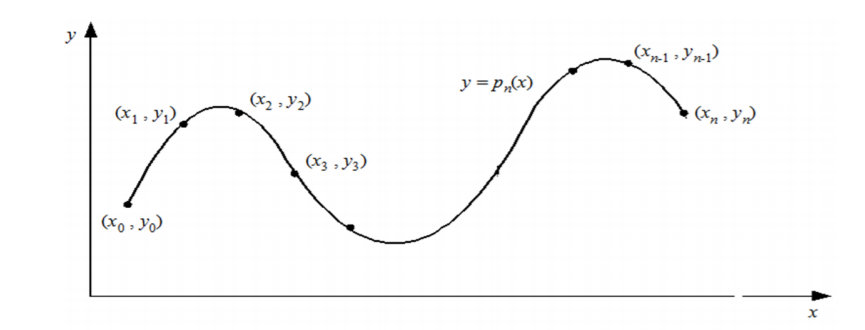 y
(x₁ , y₁)
(x₂ , y₂)
(x₃ , y₃)
(x₀ , y₀)
y = pₙ(x)
(xₙ₋₁ , yₙ₋₁)
(xₙ , yₙ)
x